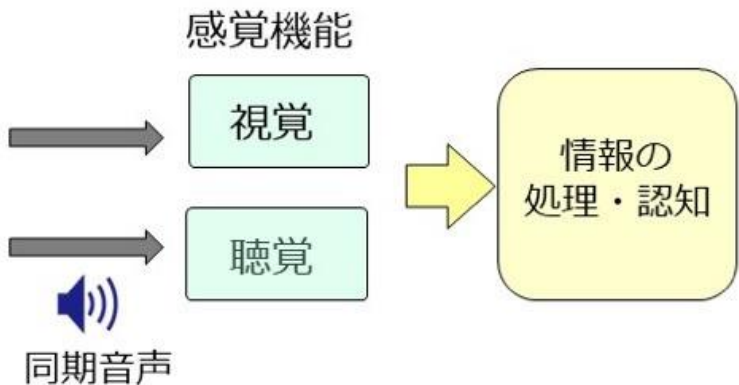 感覚機能
視覚
聴覚
情報の
処理・認知
同期音声